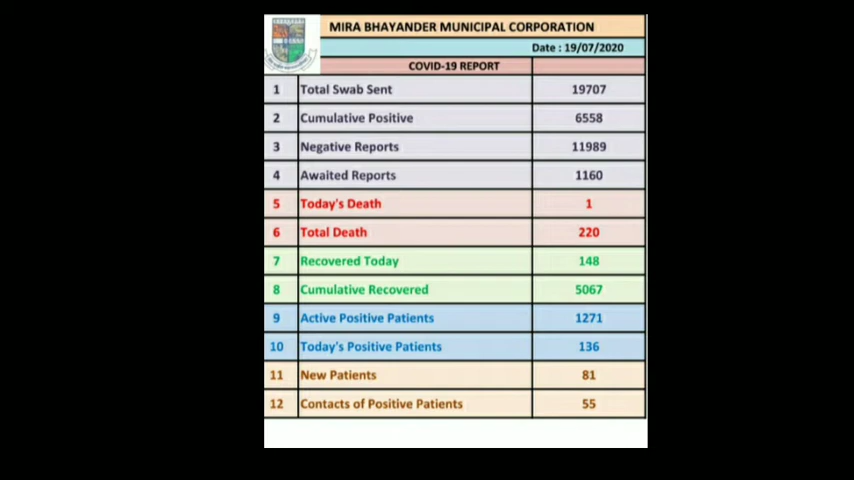 MIRA BHAYANDER MUNICIPAL CORPORATION
Date : 19/07/2020
COVID-19 REPORT
1 Total Swab Sent 19707
2 Cumulative Positive 6558
3 Negative Reports 11989
4 Awaited Reports 1160
5 Today's Death 1
6 Total Death 220
7 Recovered Today 148
8 Cumulative Recovered 5067
9 Active Positive Patients 1271
10 Today's Positive Patients 136
11 New Patients 81
12 Contacts of Positive Patients 55